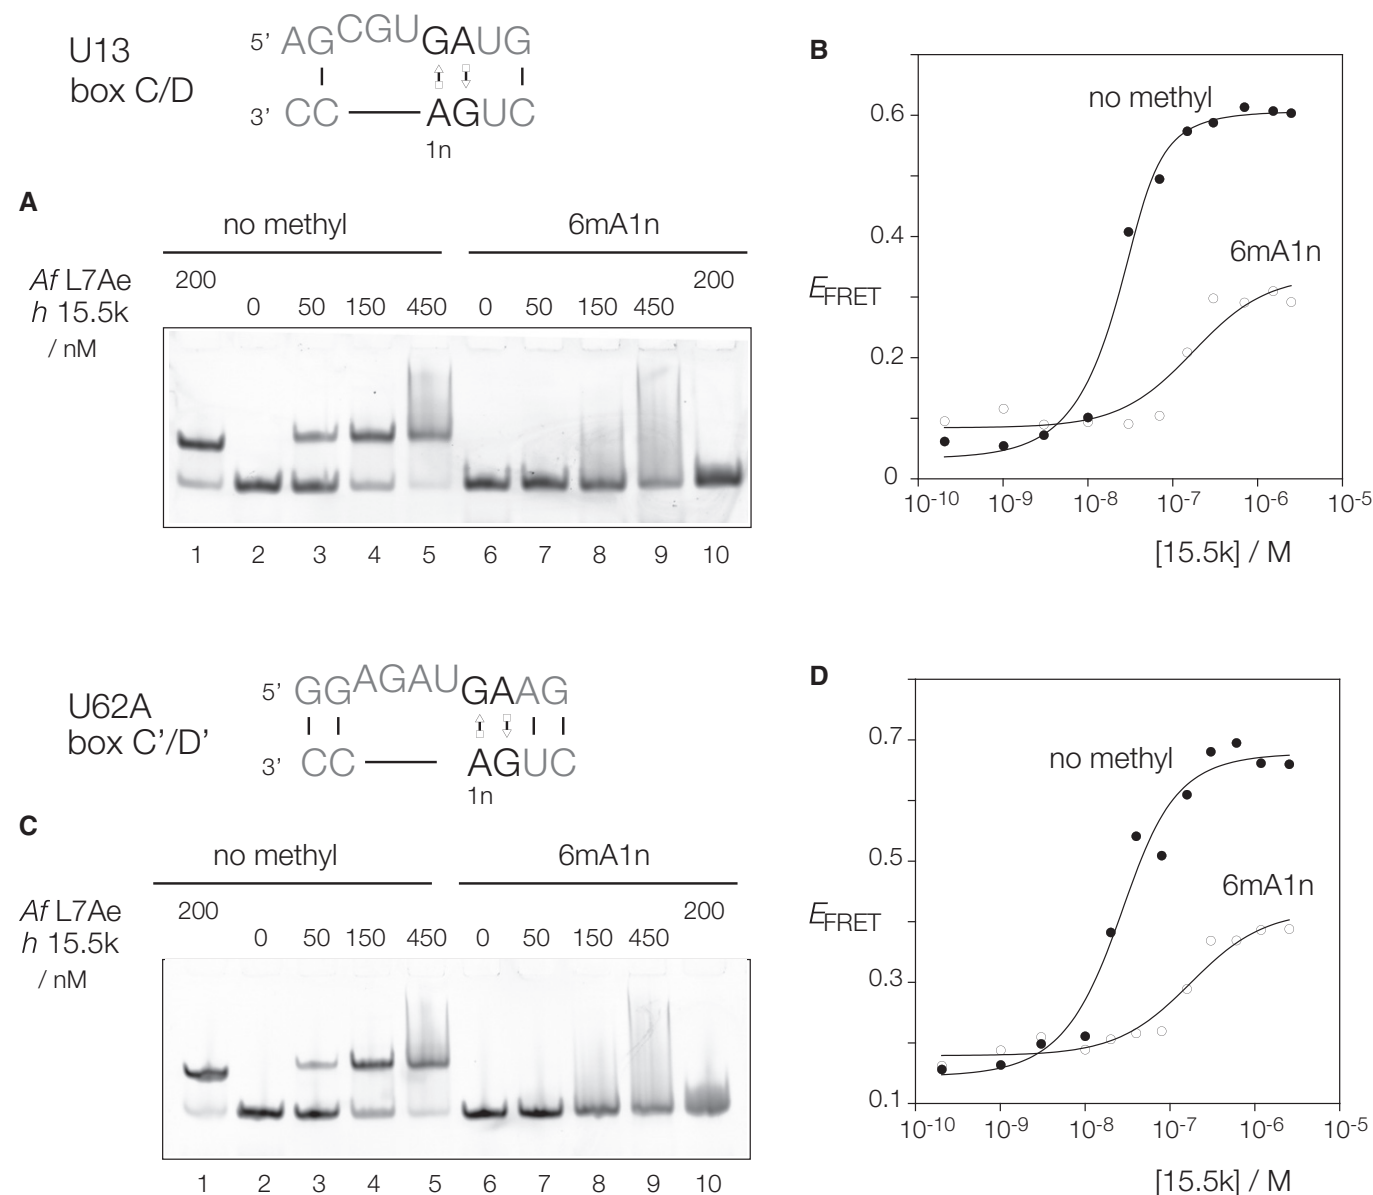 U13
box C/D
5’ AGCGUGAUG
3’ CC AGUC
1n
A
no methyl 6mA1n
Af L7Ae 200 200
h 15.5k 0 50 150 450 0 50 150 450
/ nM
1 2 3 4 5 6 7 8 9 10
B
no methyl
6mA1n
EFRET
0.6
0.4
0.2
0
10-10 10-9 10-8 10-7 10-6 10-5
[15.5k] / M
U62A
box C’/D’
5’ GGAGAUGAAG
3’ CC AGUC
1n
C
no methyl 6mA1n
Af L7Ae 200 200
h 15.5k 0 50 150 450 0 50 150 450
/ nM
1 2 3 4 5 6 7 8 9 10
D
no methyl
6mA1n
EFRET
0.7
0.5
0.3
0.1
10-10 10-9 10-8 10-7 10-6 10-5
[15.5k] / M